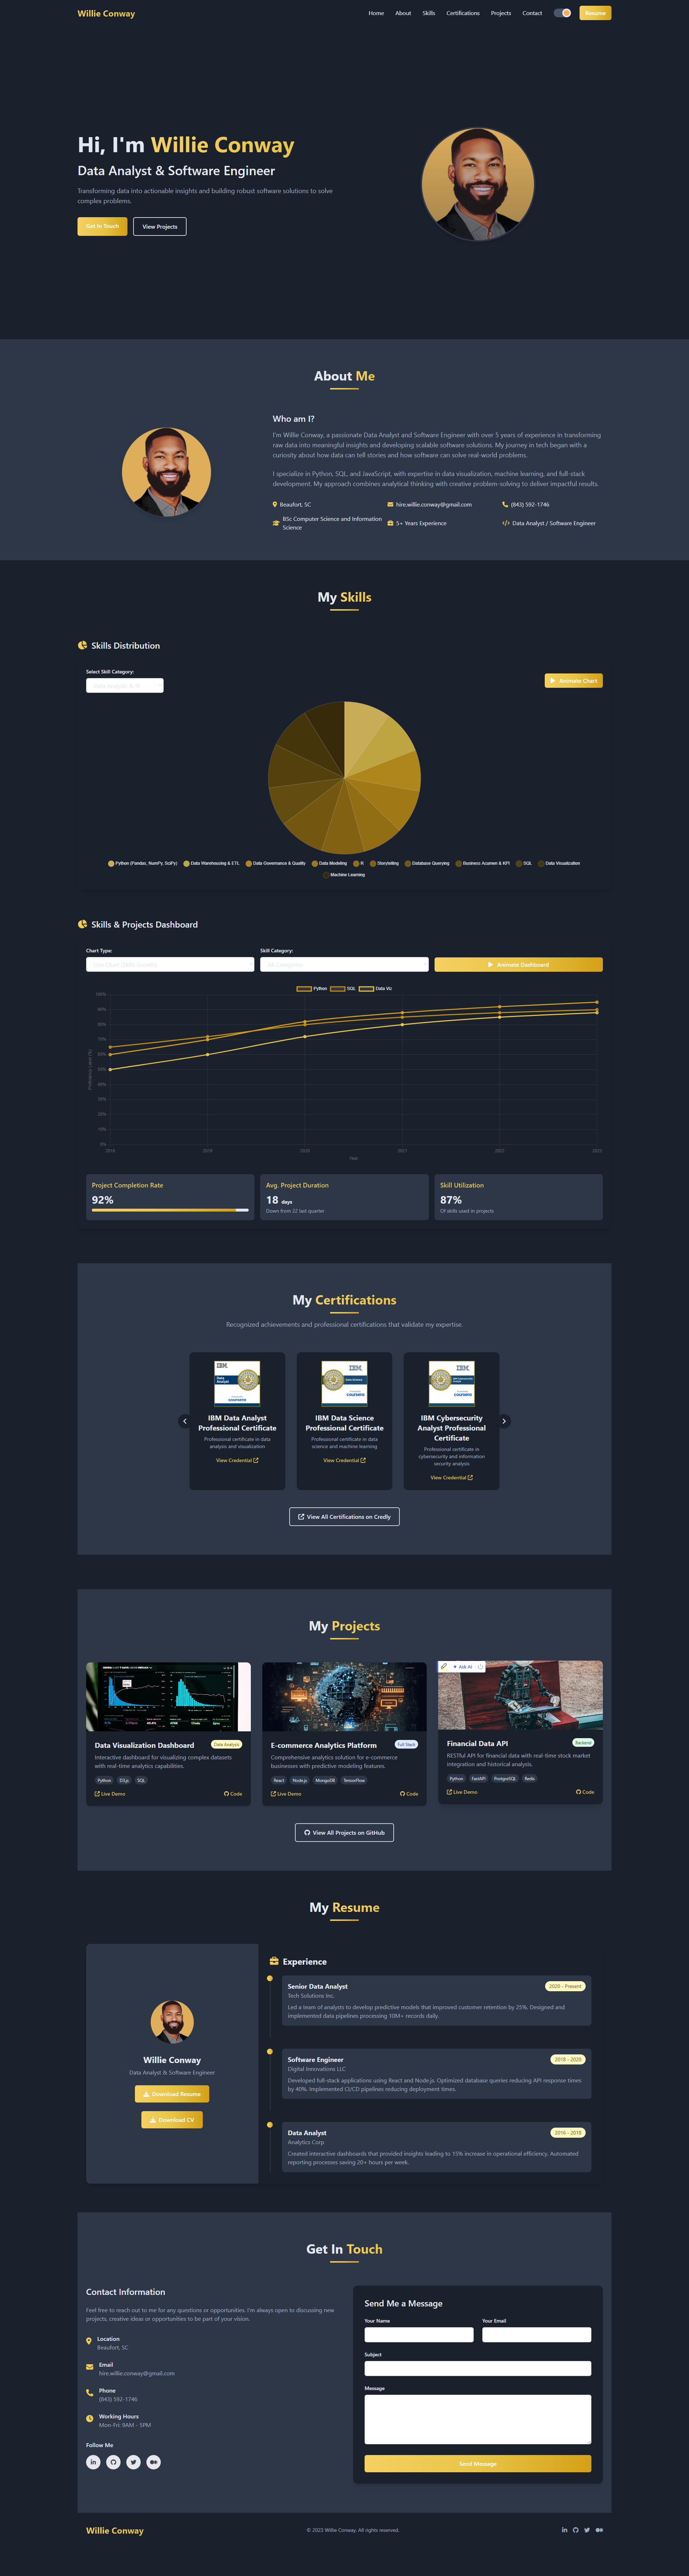 Willie Conway
Home About Skills Certifications Projects Contact Resume
Hi, I'm Willie Conway
Data Analyst & Software Engineer
Transforming data into actionable insights and building robust software solutions to solve
complex problems.
Get In Touch View Projects
About Me
Who am I?
I'm Willie Conway, a passionate Data Analyst and Software Engineer with over 5 years of experience in transforming
raw data into meaningful insights and developing scalable software solutions. My journey in tech began with a
curiosity about how data can tell stories and how software can solve real-world problems.
I specialize in Python, SQL, and JavaScript, with expertise in data visualization, machine learning, and full-stack
development. My approach combines analytical thinking with creative problem-solving to deliver impactful results.
Beaufort, SC hire.willie.conway@gmail.com (843) 592-1746
BSc Computer Science and Information
Science
5+ Years Experience Data Analyst / Software Engineer
My Skills
Skills Distribution
Select Skill Category:
Animate Chart
Python (Pandas, NumPy, SciPy) Data Warehousing & ETL Data Governance & Quality Data Modeling R Storytelling Database Querying Business Acumen & KPI SQL Data Visualization
Machine Learning
Skills & Projects Dashboard
Chart Type: Skill Category:
Animate Dashboard
Python SQL Data Viz
100%
90%
80%
70%
60%
50%
40%
30%
20%
10%
0%
Proficiency Level (%)
2018 2019 2020 2021 2022 2023
Year
Project Completion Rate
92%
Avg. Project Duration
18 days
Down from 22 last quarter
Skill Utilization
87%
Of skills used in projects
My Certifications
Recognized achievements and professional certifications that validate my expertise.
IBM Data Analyst
Professional Certificate
Professional certificate in data
analysis and visualization
View Credential
IBM Data Science
Professional Certificate
Professional certificate in data
science and machine learning
View Credential
IBM Cybersecurity
Analyst Professional
Certificate
Professional certificate in
cybersecurity and information
security analysis
View Credential
View All Certifications on Credly
My Projects
Data Visualization Dashboard Data Analysis
Interactive dashboard for visualizing complex datasets
with real-time analytics capabilities.
Python D3.js SQL
Live Demo Code
E-commerce Analytics Platform Full Stack
Comprehensive analytics solution for e-commerce
businesses with predictive modeling features.
React Node.js MongoDB TensorFlow
Live Demo Code
Ask AI
Financial Data API Backend
RESTful API for financial data with real-time stock market
integration and historical analysis.
Python FastAPI PostgreSQL Redis
Live Demo Code
View All Projects on GitHub
My Resume
Willie Conway
Data Analyst & Software Engineer
Download Resume
Download CV
Experience
Senior Data Analyst 2020 - Present
Tech Solutions Inc.
Led a team of analysts to develop predictive models that improved customer retention by 25%. Designed and
implemented data pipelines processing 10M+ records daily.
Software Engineer 2018 - 2020
Digital Innovations LLC
Developed full-stack applications using React and Node.js. Optimized database queries reducing API response times
by 40%. Implemented CI/CD pipelines reducing deployment times.
Data Analyst 2016 - 2018
Analytics Corp
Created interactive dashboards that provided insights leading to 15% increase in operational efficiency. Automated
reporting processes saving 20+ hours per week.
Get In Touch
Contact Information
Feel free to reach out to me for any questions or opportunities. I'm always open to discussing new
projects, creative ideas or opportunities to be part of your vision.
Location
Beaufort, SC
Email
hire.willie.conway@gmail.com
Phone
(843) 592-1746
Working Hours
Mon-Fri: 9AM - 5PM
Follow Me
Send Me a Message
Your Name Your Email
Subject
Message
Send Message
Willie Conway
© 2023 Willie Conway. All rights reserved.